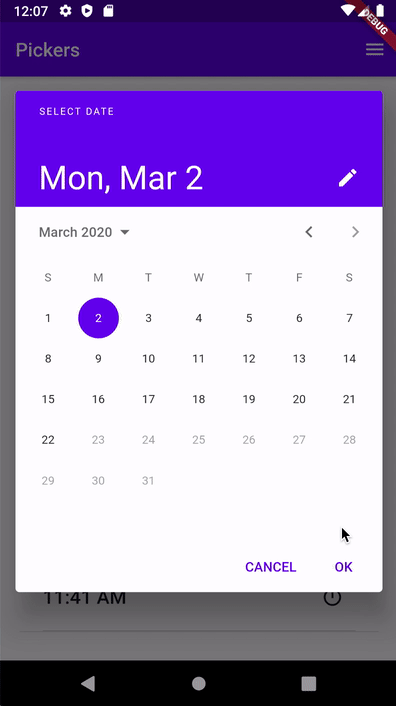 12:07
DEBUG
Pickers
SELECT DATE
Mon, Mar 2
March 2020
S M T W T F S
1 2 3 4 5 6 7
8 9 10 11 12 13 14
15 16 17 18 19 20 21
22 23 24 25 26 27 28
29 30 31
CANCEL OK
11:41 AM